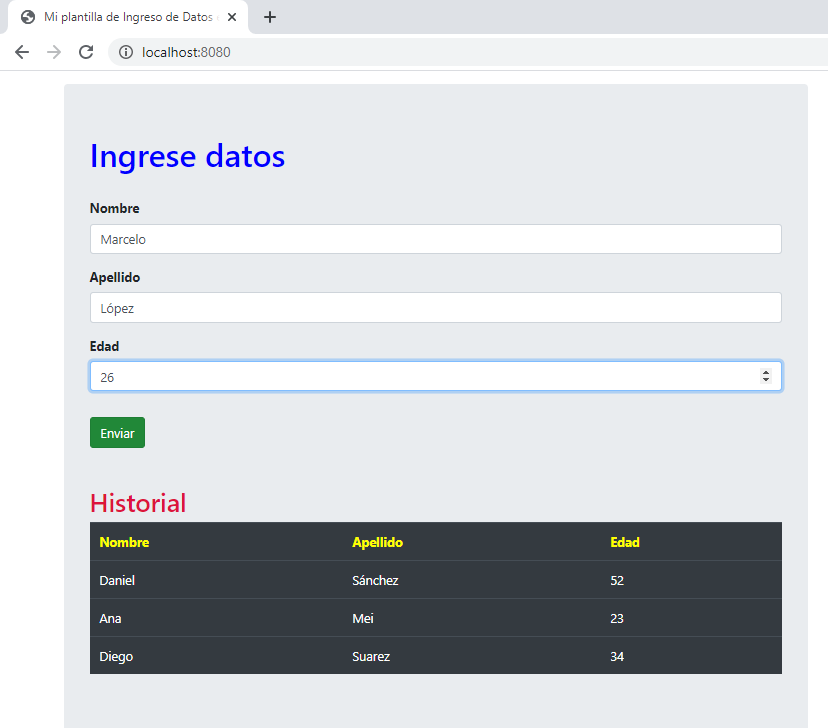 Mi plantilla de Ingreso de Datos
localhost:8080
Ingrese datos
Nombre
Marcelo
Apellido
López
Edad
26
Enviar
Historial
Nombre Apellido Edad
Daniel Sánchez 52
Ana Mei 23
Diego Suarez 34